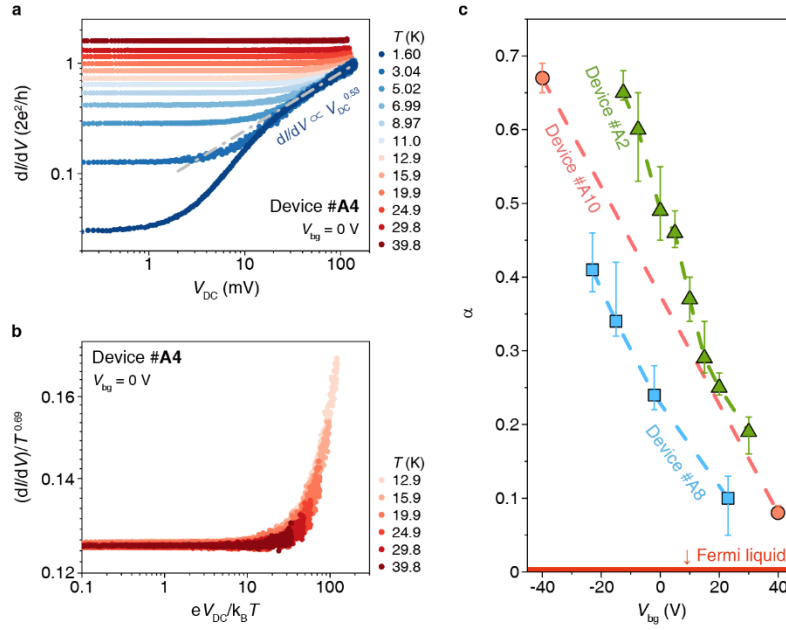 a
dI/dV (2e²/h)
1
0.1
1
10
100
V_DC (mV)
dI/dV ∝ V_DC^0.53
Device #A4
V_bg = 0 V
T (K)
1.60
3.04
5.02
6.99
8.97
11.0
12.9
15.9
19.9
24.9
29.8
39.8
b
(dI/dV)/T^0.69
0.16
0.14
0.12
0.1
1
10
100
eV_DC/k_BT
Device #A4
V_bg = 0 V
T (K)
12.9
15.9
19.9
24.9
29.8
39.8
c
α
0.7
0.6
0.5
0.4
0.3
0.2
0.1
0
-40
-20
0
20
40
V_bg (V)
Device #A2
Device #A10
Device #A8
↓ Fermi liquid